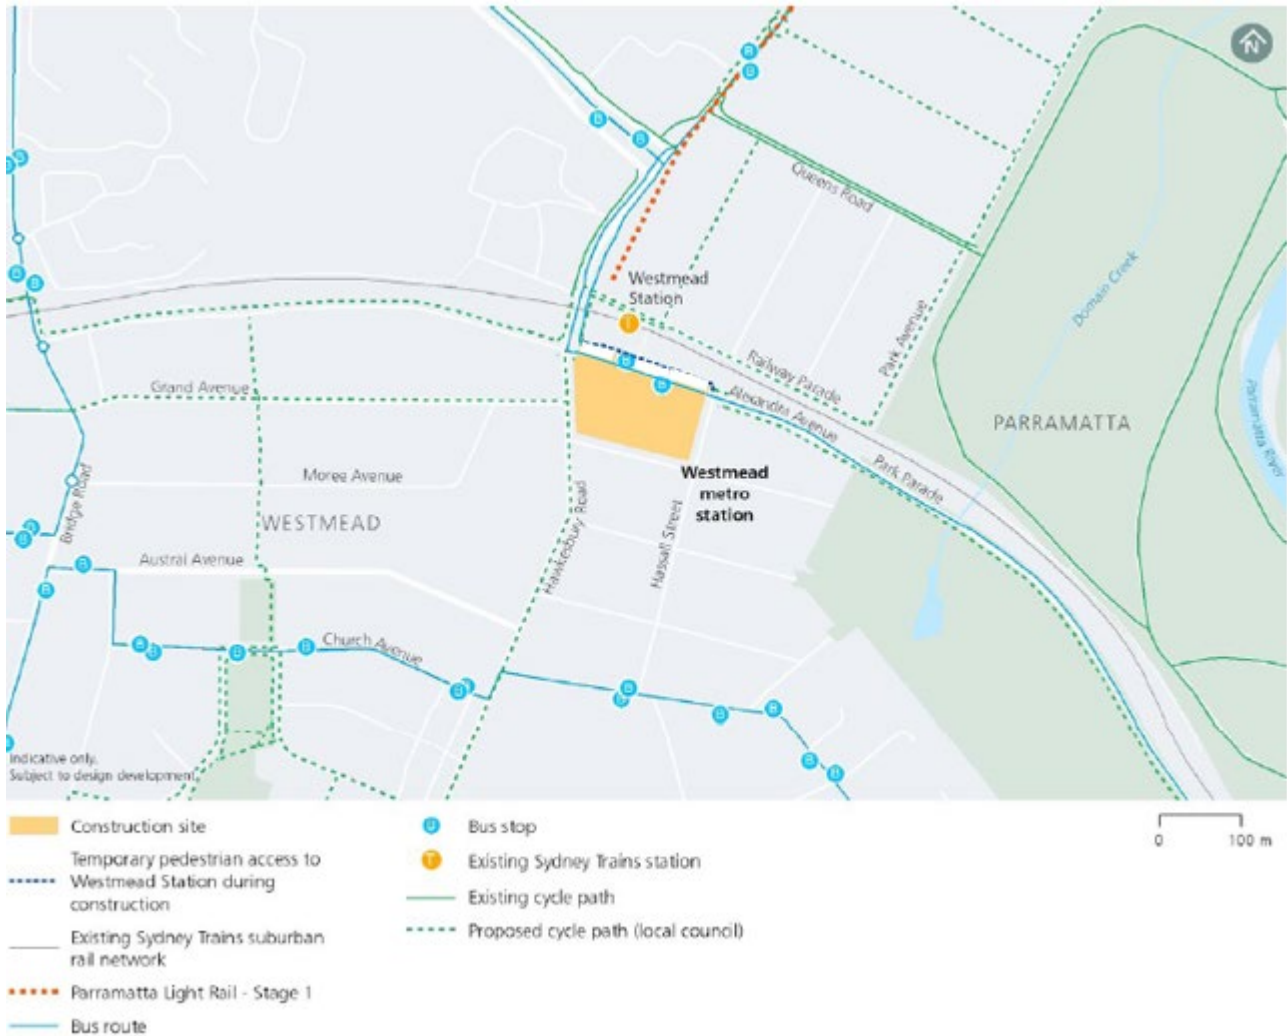 N
Queens Road
Domain Creek
Westmead
Station
T
Railway Parade
Park Avenue
Parramatta River
Grand Avenue
Alexandra Avenue
PARRAMATTA
Moree Avenue
Park Parade
Bridge Road
WESTMEAD
Westmead
metro
station
Hawkesbury Road
Hassall Street
Austral Avenue
Church Avenue
Indicative only.
Subject to design development.
Construction site
Temporary pedestrian access to
Westmead Station during
construction
Existing Sydney Trains suburban
rail network
Parramatta Light Rail - Stage 1
Bus route
B Bus stop
T Existing Sydney Trains station
Existing cycle path
Proposed cycle path (local council)
0 100 m